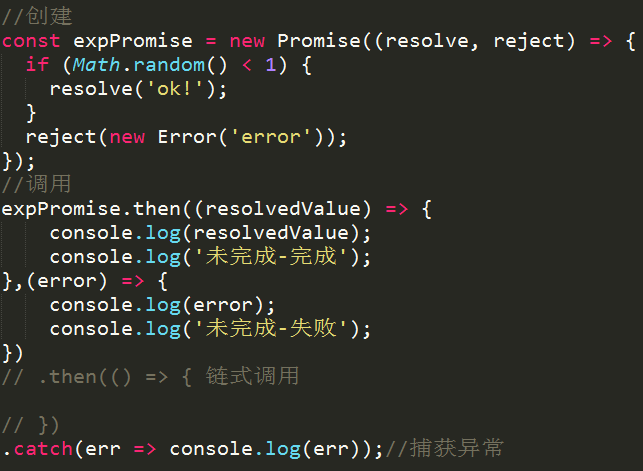 //创建
const expPromise = new Promise((resolve, reject) => {
  if (Math.random() < 1) {
    resolve('ok!');
  }
  reject(new Error('error'));
});
//调用
expPromise.then((resolvedValue) => {
    console.log(resolvedValue);
    console.log('未完成-完成');
},(error) => {
    console.log(error);
    console.log('未完成-失败');
})
// .then(() => { 链式调用
// })
.catch(err => console.log(err));//捕获异常